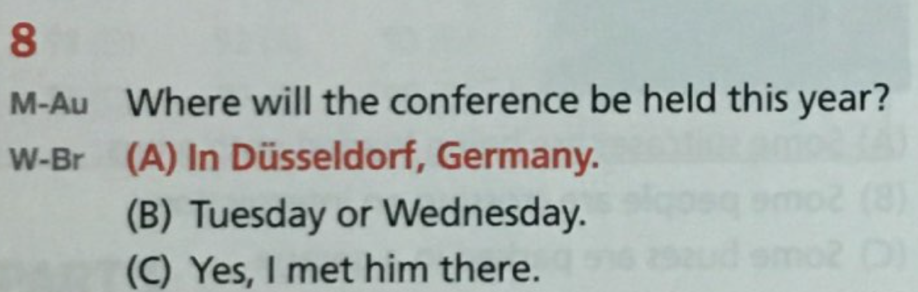 8
M-Au Where will the conference be held this year?
W-Br (A) In Düsseldorf, Germany.
(B) Tuesday or Wednesday.
(C) Yes, I met him there.